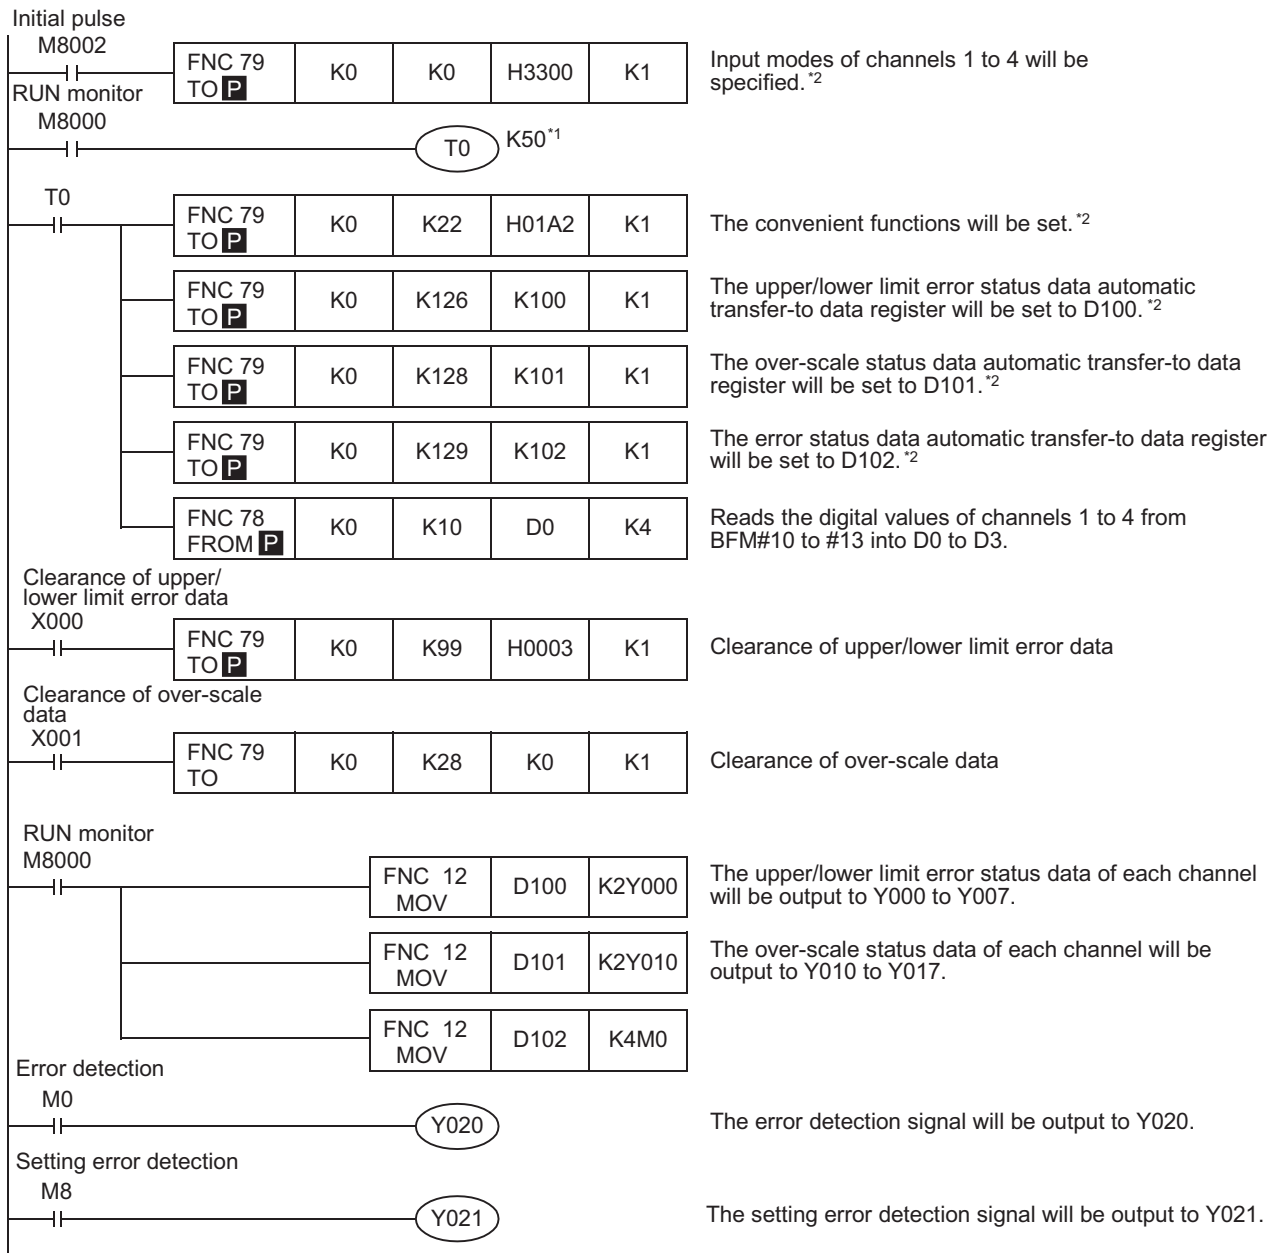 Initial pulse
M8002
FNC 79
TO P
K0
K0
H3300
K1
Input modes of channels 1 to 4 will be
specified.*2
RUN monitor
M8000
T0
K50*1
T0
FNC 79
TO P
K0
K22
H01A2
K1
The convenient functions will be set.*2
FNC 79
TO P
K0
K126
K100
K1
The upper/lower limit error status data automatic
transfer-to data register will be set to D100.*2
FNC 79
TO P
K0
K128
K101
K1
The over-scale status data automatic transfer-to data
register will be set to D101.*2
FNC 79
TO P
K0
K129
K102
K1
The error status data automatic transfer-to data register
will be set to D102.*2
FNC 78
FROM P
K0
K10
D0
K4
Reads the digital values of channels 1 to 4 from
BFM#10 to #13 into D0 to D3.
Clearance of upper/
lower limit error data
X000
FNC 79
TO P
K0
K99
H0003
K1
Clearance of upper/lower limit error data
Clearance of over-scale
data
X001
FNC 79
TO
K0
K28
K0
K1
Clearance of over-scale data
RUN monitor
M8000
FNC 12
MOV
D100
K2Y000
The upper/lower limit error status data of each channel
will be output to Y000 to Y007.
FNC 12
MOV
D101
K2Y010
The over-scale status data of each channel will be
output to Y010 to Y017.
FNC 12
MOV
D102
K4M0
Error detection
M0
Y020
The error detection signal will be output to Y020.
Setting error detection
M8
Y021
The setting error detection signal will be output to Y021.